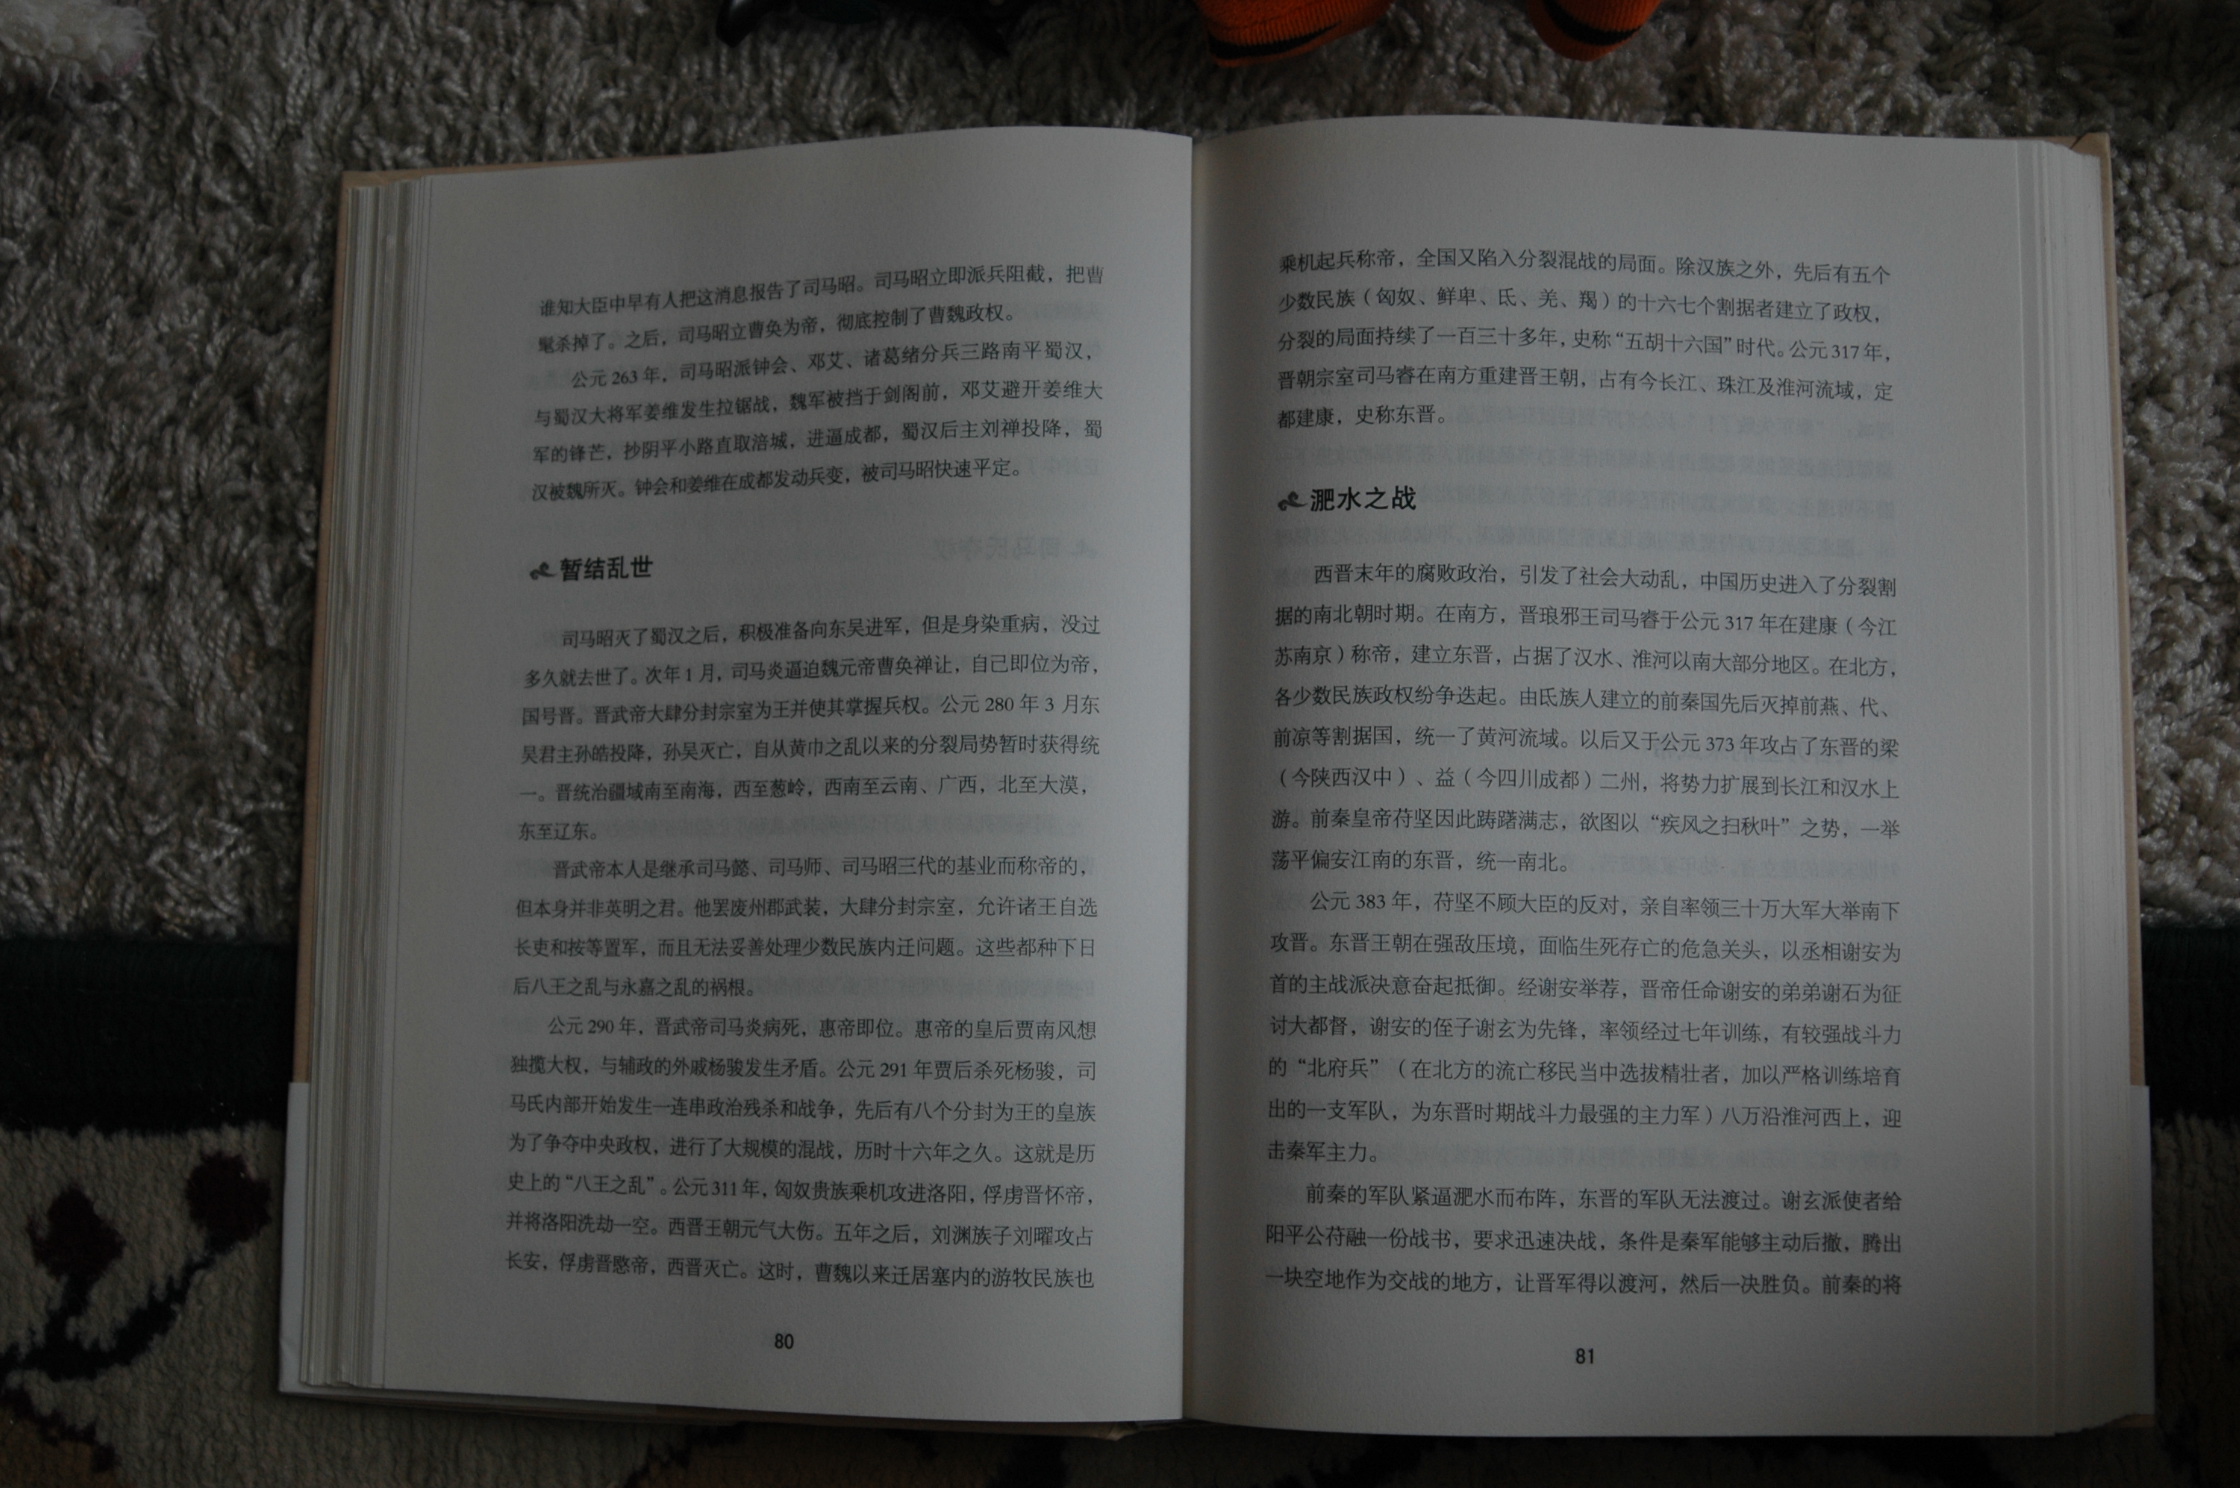 谁知大臣中早有人把这消息报告了司马昭。司马昭立即派兵阻截，把曹
髦杀掉了。之后，司马昭立曹奂为帝，彻底控制了曹魏政权。
公元 263 年，司马昭派钟会、邓艾、诸葛绪分兵三路南平蜀汉，
与蜀汉大将军姜维发生拉锯战，魏军被挡于剑阁前，邓艾避开姜维大
军的锋芒，抄阴平小路直取涪城，进逼成都，蜀汉后主刘禅投降，蜀
汉被魏所灭。钟会和姜维在成都发动兵变，被司马昭快速平定。
暂结乱世
司马昭灭了蜀汉之后，积极准备向东吴进军，但是身染重病，没过
多久就去世了。次年 1 月，司马炎逼迫魏元帝曹奂禅让，自己即位为帝，
国号晋。晋武帝大肆分封宗室为王并使其掌握兵权。公元 280 年 3 月东
吴君主孙皓投降，孙吴灭亡，自从黄巾之乱以来的分裂局势暂时获得统
一。晋统治疆域南至南海，西至葱岭，西南至云南、广西，北至大漠，
东至辽东。
晋武帝本人是继承司马懿、司马师、司马昭三代的基业而称帝的，
但本身并非英明之君。他罢废州郡武装，大肆分封宗室，允许诸王自选
长吏和按等置军，而且无法妥善处理少数民族内迁问题。这些都种下日
后八王之乱与永嘉之乱的祸根。
公元 290 年，晋武帝司马炎病死，惠帝即位。惠帝的皇后贾南风想
独揽大权，与辅政的外戚杨骏发生矛盾。公元 291 年贾后杀死杨骏，司
马氏内部开始发生一连串政治残杀和战争，先后有八个分封为王的皇族
为了争夺中央政权，进行了大规模的混战，历时十六年之久。这就是历
史上的“八王之乱”。公元 311 年，匈奴贵族乘机攻进洛阳，俘虏晋怀帝，
并将洛阳洗劫一空。西晋王朝元气大伤。五年之后，刘渊族子刘曜攻占
长安，俘虏晋愍帝，西晋灭亡。这时，曹魏以来迁居塞内的游牧民族也
80
乘机起兵称帝，全国又陷入分裂混战的局面。除汉族之外，先后有五个
少数民族（匈奴、鲜卑、氐、羌、羯）的十六七个割据者建立了政权，
分裂的局面持续了一百三十多年，史称“五胡十六国”时代。公元 317 年，
晋朝宗室司马睿在南方重建晋王朝，占有今长江、珠江及淮河流域，定
都建康，史称东晋。
淝水之战
西晋末年的腐败政治，引发了社会大动乱，中国历史进入了分裂割
据的南北朝时期。在南方，晋琅邪王司马睿于公元 317 年在建康（今江
苏南京）称帝，建立东晋，占据了汉水、淮河以南大部分地区。在北方，
各少数民族政权纷争迭起。由氐族人建立的前秦国先后灭掉前燕、代、
前凉等割据国，统一了黄河流域。以后又于公元 373 年攻占了东晋的梁
（今陕西汉中）、益（今四川成都）二州，将势力扩展到长江和汉水上
游。前秦皇帝苻坚因此踌躇满志，欲图以“疾风之扫秋叶”之势，一举
荡平偏安江南的东晋，统一南北。
公元 383 年，苻坚不顾大臣的反对，亲自率领三十万大军大举南下
攻晋。东晋王朝在强敌压境，面临生死存亡的危急关头，以丞相谢安为
首的主战派决意奋起抵御。经谢安举荐，晋帝任命谢安的弟弟谢石为征
讨大都督，谢安的侄子谢玄为先锋，率领经过七年训练，有较强战斗力
的“北府兵”（在北方的流亡移民当中选拔精壮者，加以严格训练培育
出的一支军队，为东晋时期战斗力最强的主力军）八万沿淮河西上，迎
击秦军主力。
前秦的军队紧逼淝水而布阵，东晋的军队无法渡过。谢玄派使者给
阳平公苻融一份战书，要求迅速决战，条件是秦军能够主动后撤，腾出
一块空地作为交战的地方，让晋军得以渡河，然后一决胜负。前秦的将
81